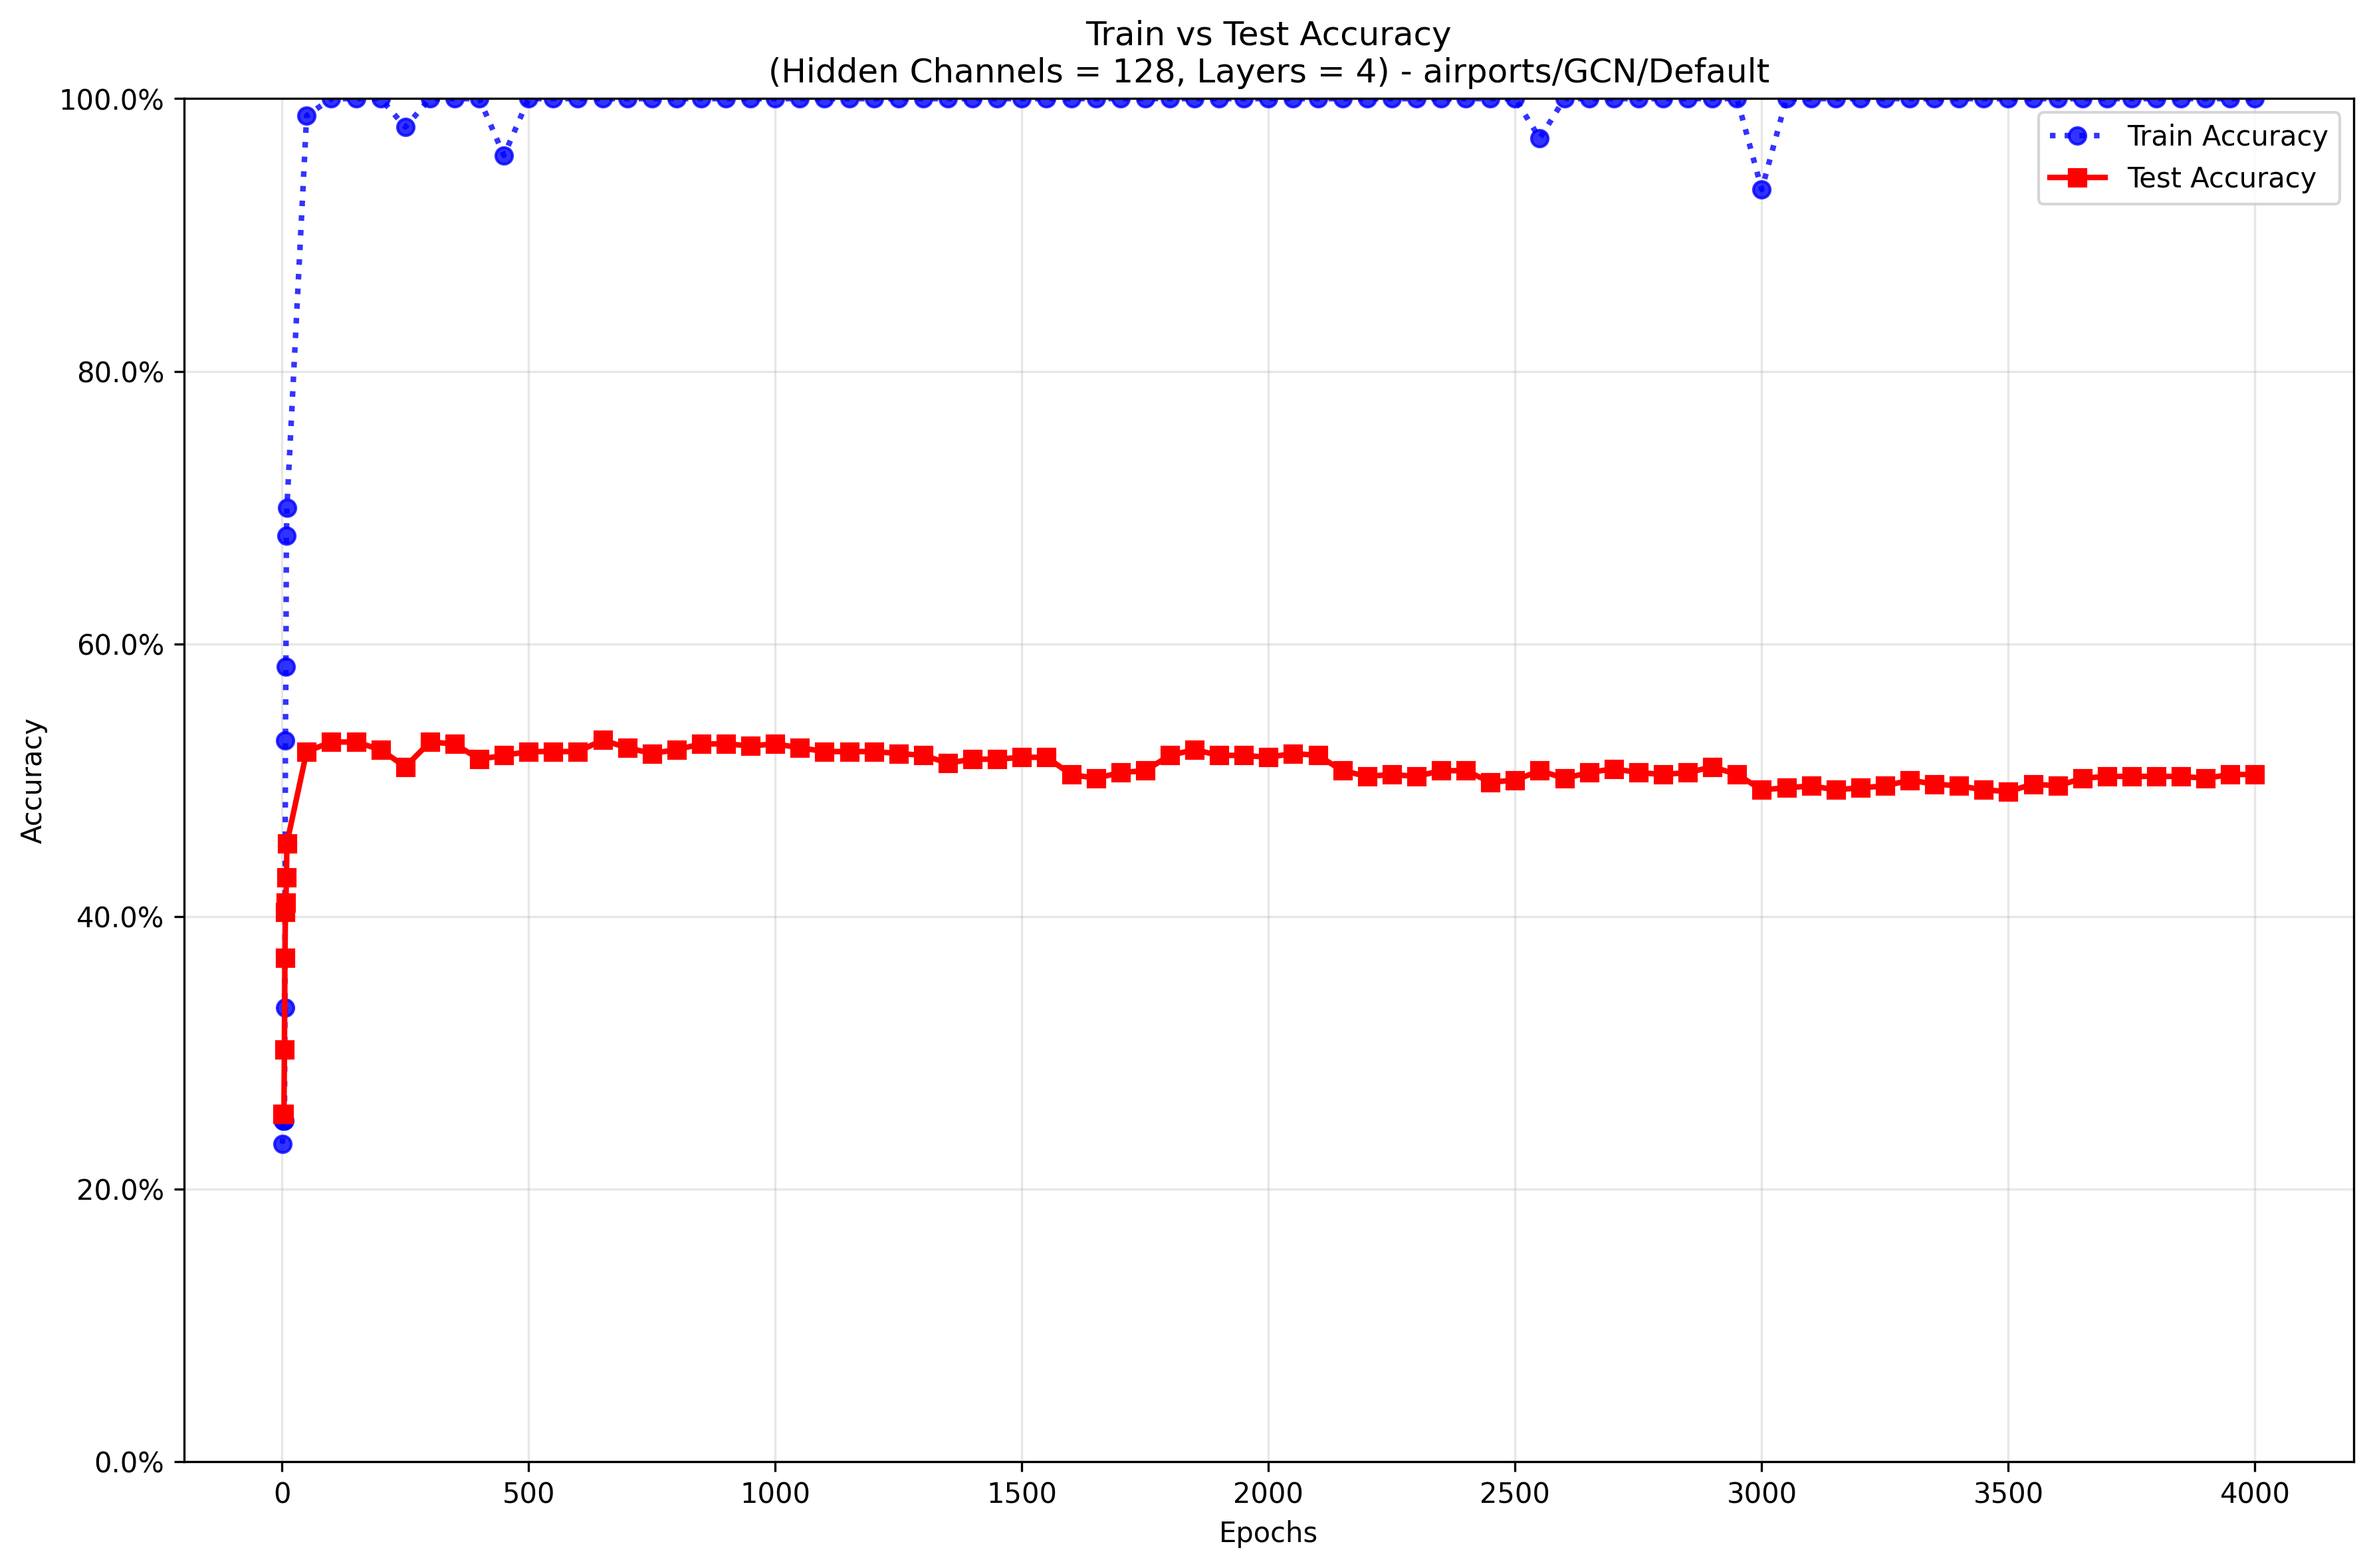 Train vs Test Accuracy
(Hidden Channels = 128, Layers = 4) - airports/GCN/Default
100.0%
80.0%
60.0%
40.0%
20.0%
0.0%
Accuracy
Train Accuracy
Test Accuracy
0 500 1000 1500 2000 2500 3000 3500 4000
Epochs